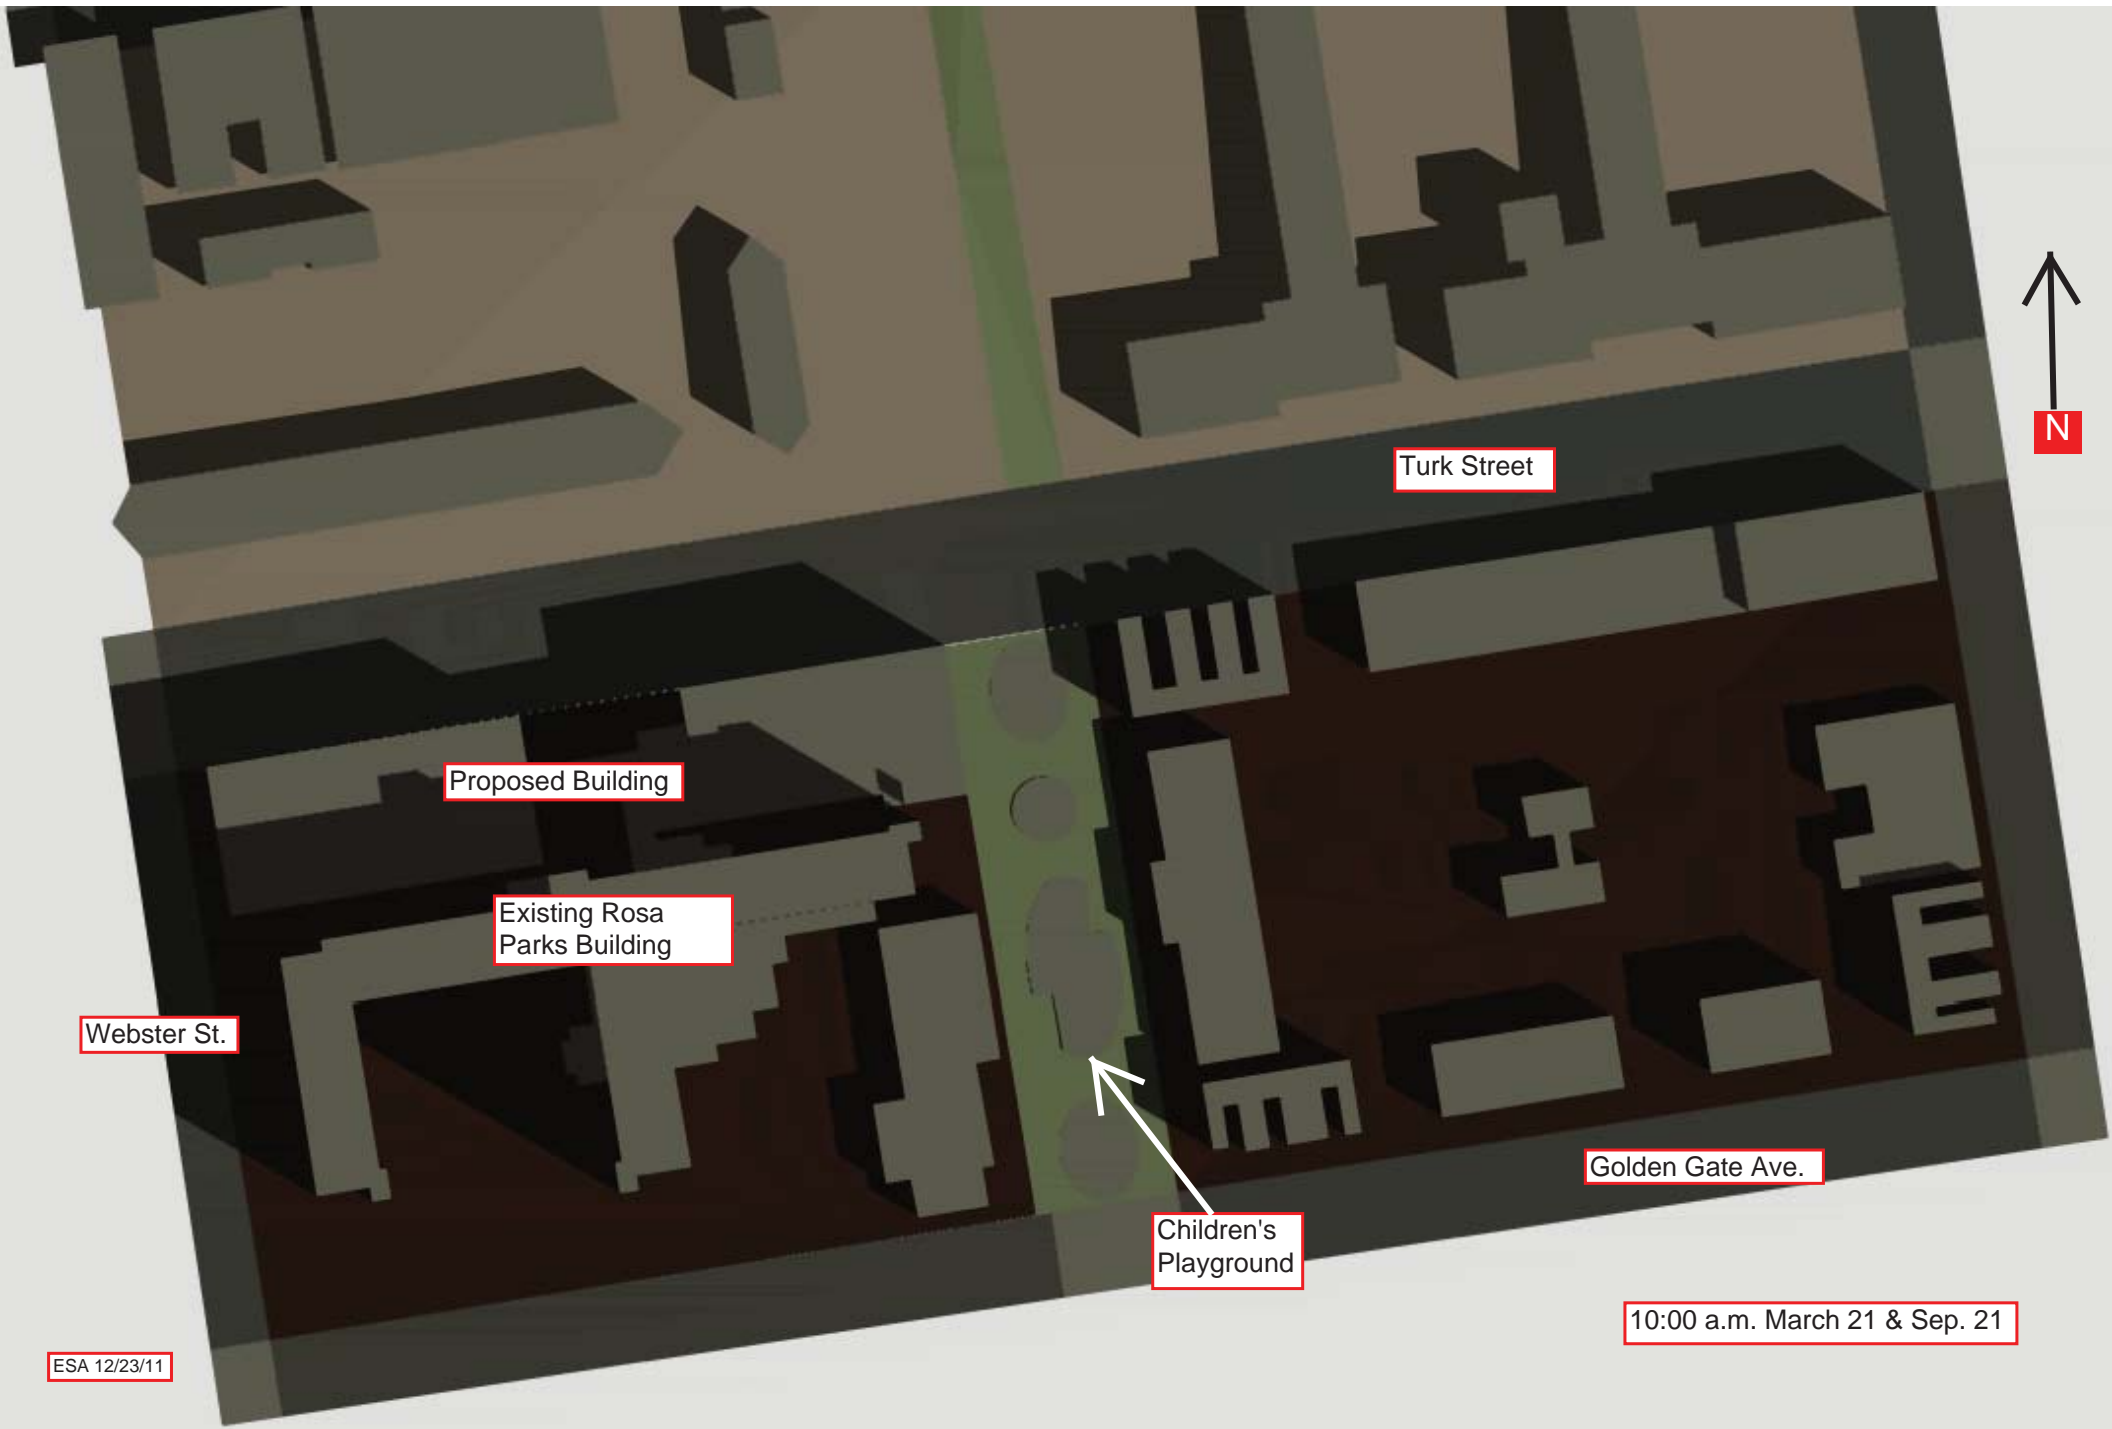 N
Turk Street
Proposed Building
Existing Rosa
Parks Building
Webster St.
Golden Gate Ave.
Children's
Playground
10:00 a.m. March 21 & Sep. 21
ESA 12/23/11